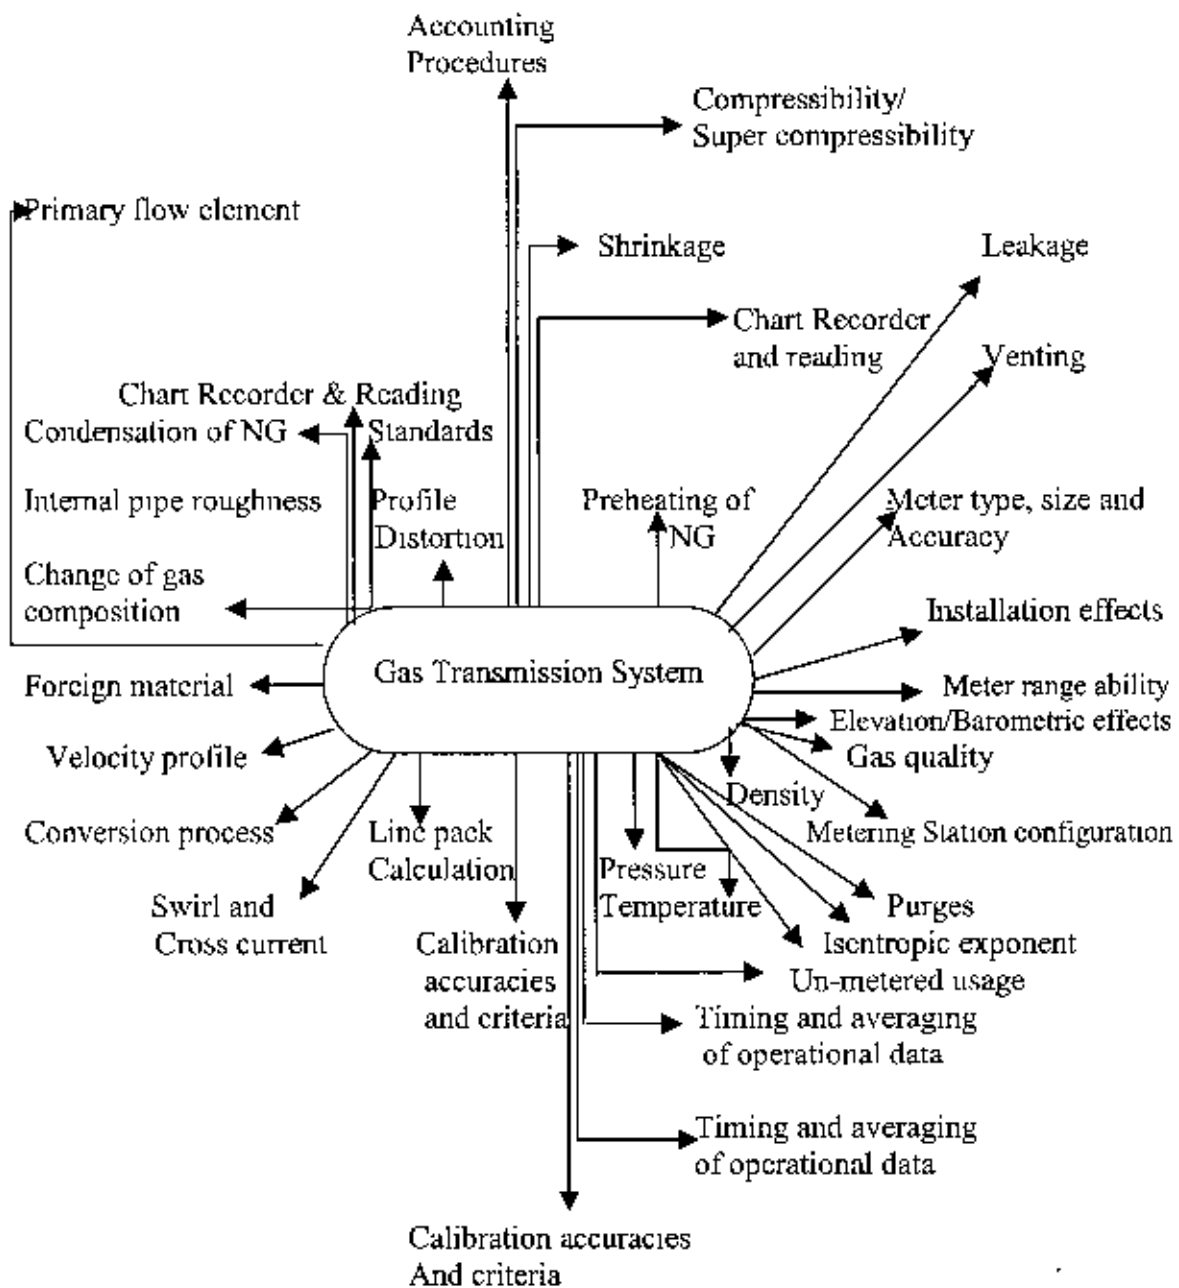 Accounting
Procedures
Compressibility/
Super compressibility
Primary flow element
Shrinkage
Leakage
Chart Recorder
and reading
Venting
Chart Recorder & Reading
Condensation of NG
Standards
Internal pipe roughness
Profile
Distortion
Preheating of
NG
Meter type, size and
Accuracy
Change of gas
composition
Installation effects
Gas Transmission System
Foreign material
Meter range ability
Elevation/Barometric effects
Velocity profile
Gas quality
Density
Conversion process
Line pack
Calculation
Metering Station configuration
Pressure
Temperature
Swirl and
Cross current
Purges
Calibration
accuracies
and criteria
Isentropic exponent
Un-metered usage
Timing and averaging
of operational data
Timing and averaging
of operational data
Calibration accuracies
And criteria